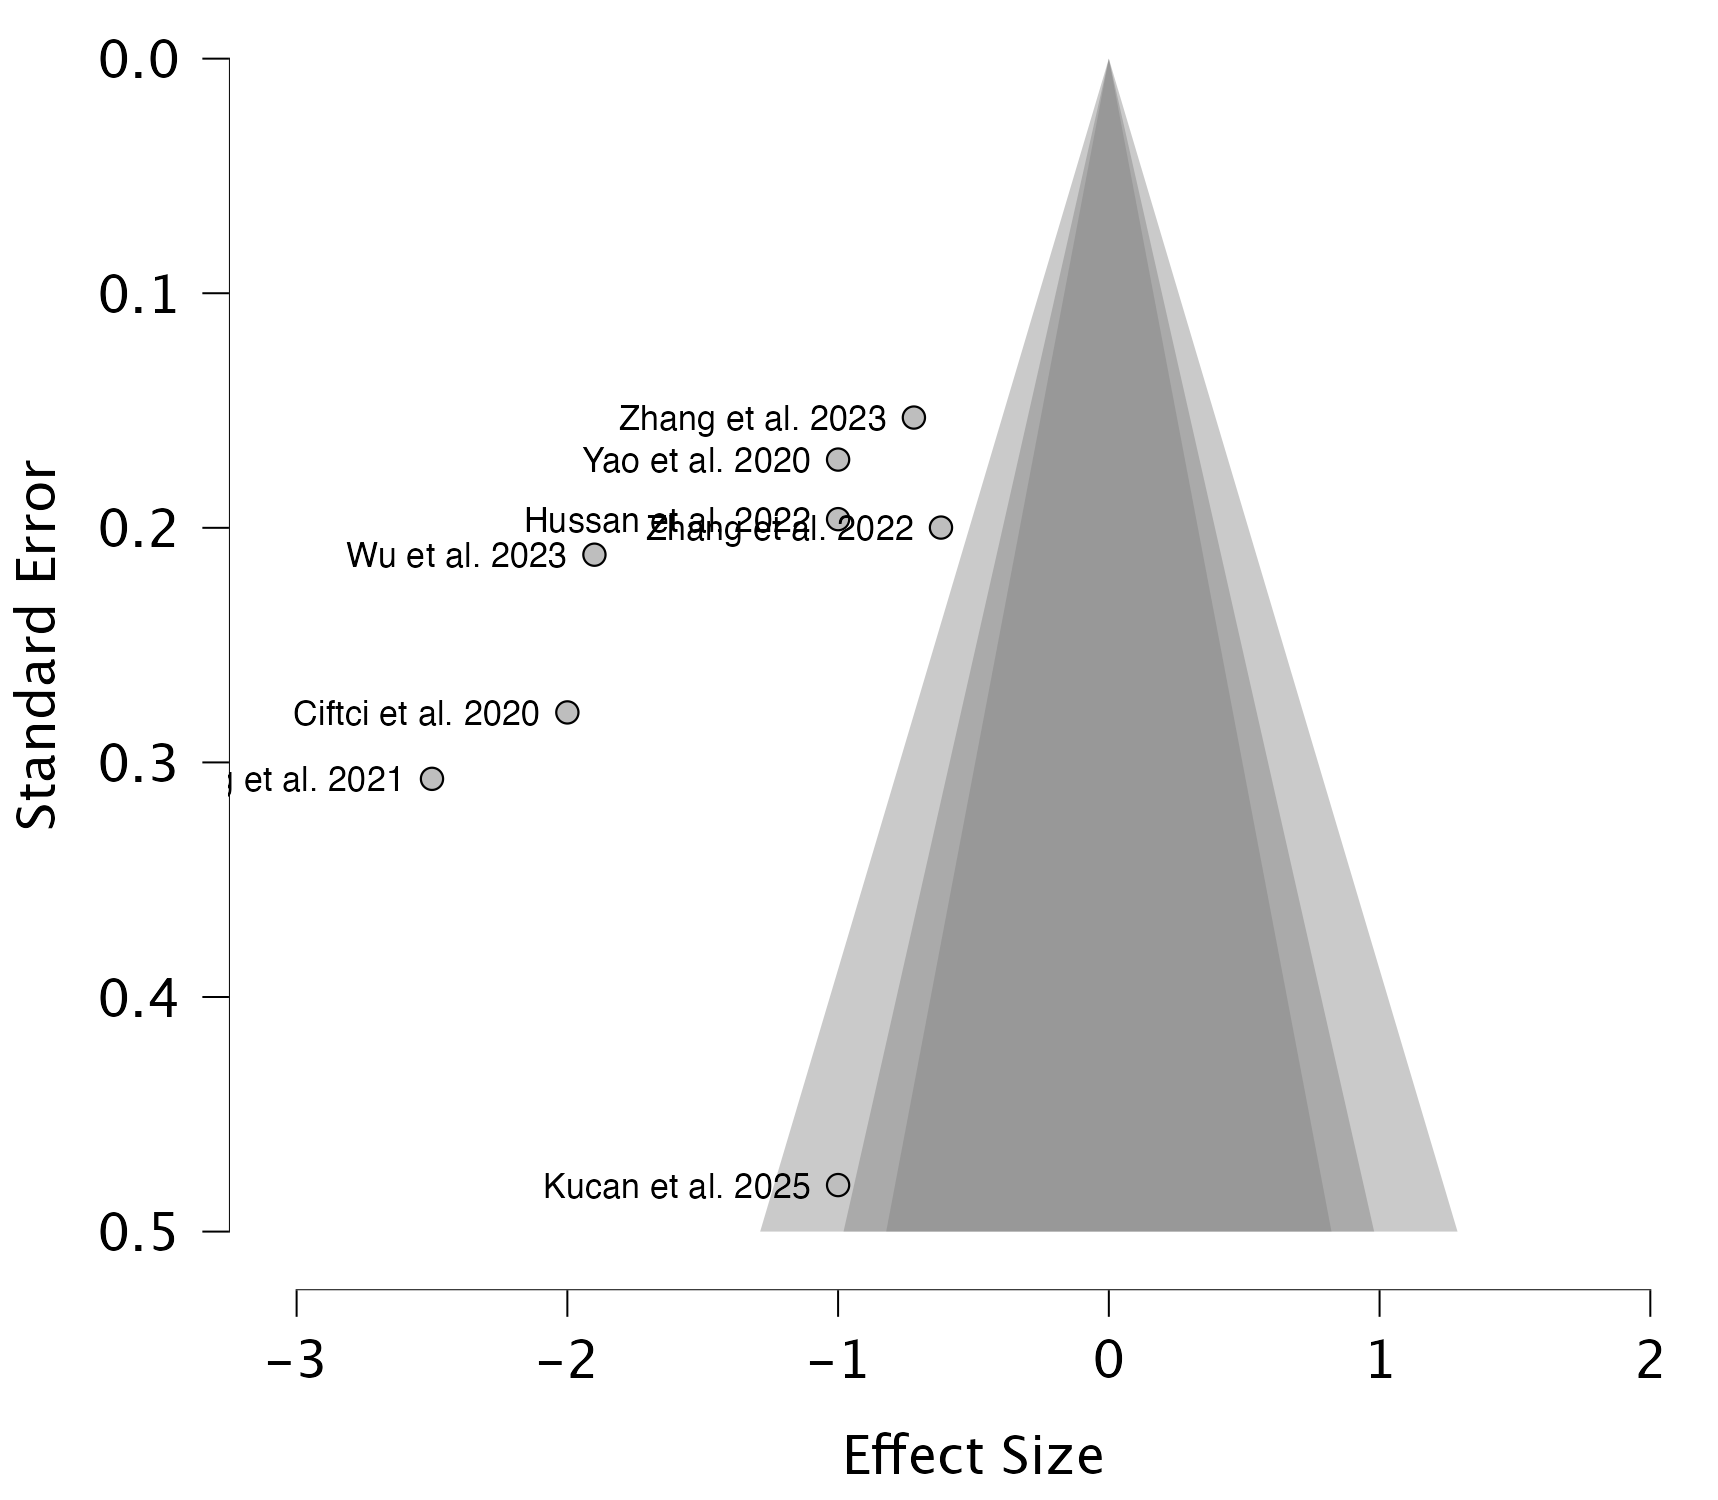 0.0
0.1
Zhang et al. 2023
Yao et al. 2020
Hussan et al. 2022
Zhang et al. 2022
0.2
Wu et al. 2023
Standard Error
Ciftci et al. 2020
0.3
et al. 2021
0.4
Kucan et al. 2025
0.5
−3 −2 −1 0 1 2
Effect Size